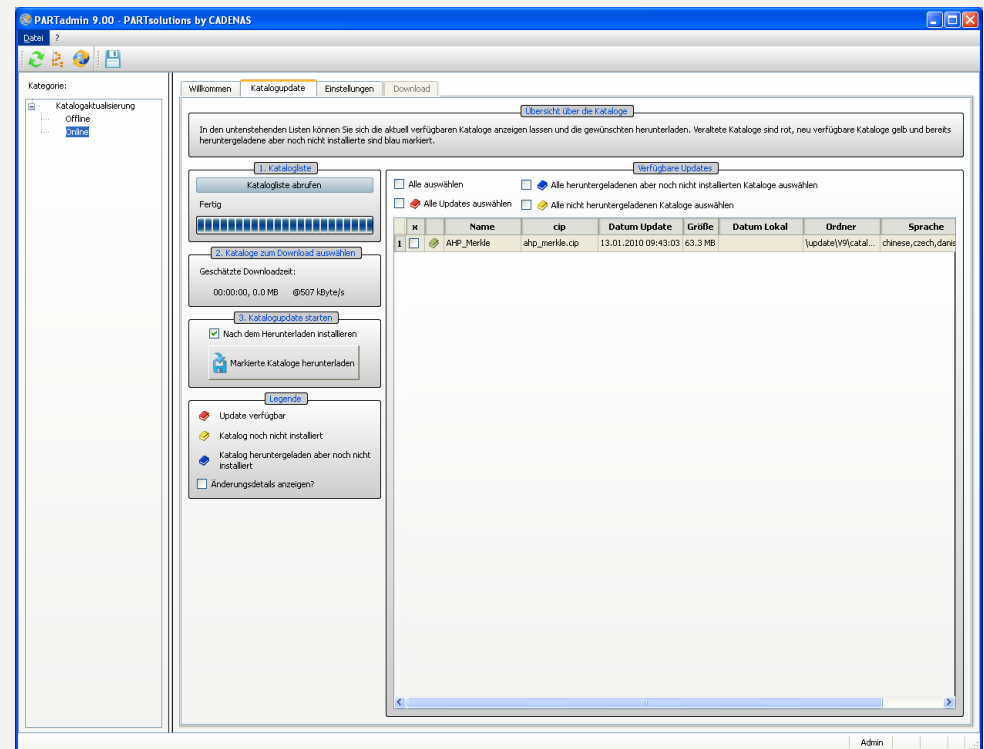 PARTadmin 9.00 - PARTsolutions by CADENAS
Datei ?
Kategorie:
Katalogaktualisierung
Offline
Online
Willkommen Katalogupdate Einstellungen Download
Übersicht über die Kataloge
In den untenstehenden Listen können Sie sich die aktuell verfügbaren Kataloge anzeigen lassen und die gewünschten herunterladen. Veraltete Kataloge sind rot, neu verfügbare Kataloge gelb und bereits
heruntergeladene aber noch nicht installierte sind blau markiert.
1. Katalogliste
Katalogliste abrufen
Fertig
2. Kataloge zum Download auswählen
Geschätzte Downloadzeit:
00:00:00, 0.0 MB @507 kByte/s
3. Katalogupdate starten
Nach dem Herunterladen installieren
Markierte Kataloge herunterladen
Legende
Update verfügbar
Katalog noch nicht installiert
Katalog heruntergeladen aber noch nicht
installiert
Änderungsdetails anzeigen?
Verfügbare Updates
Alle auswählen Alle heruntergeladenen aber noch nicht installierten Kataloge auswählen
Alle Updates auswählen Alle nicht heruntergeladenen Kataloge auswählen
x Name cip Datum Update Größe Datum Lokal Ordner Sprache
1 AHP_Merkle ahp_merkle.cip 13.01.2010 09:43:03 63.3 MB \update\V9\catal... chinese,czech,danis
Admin